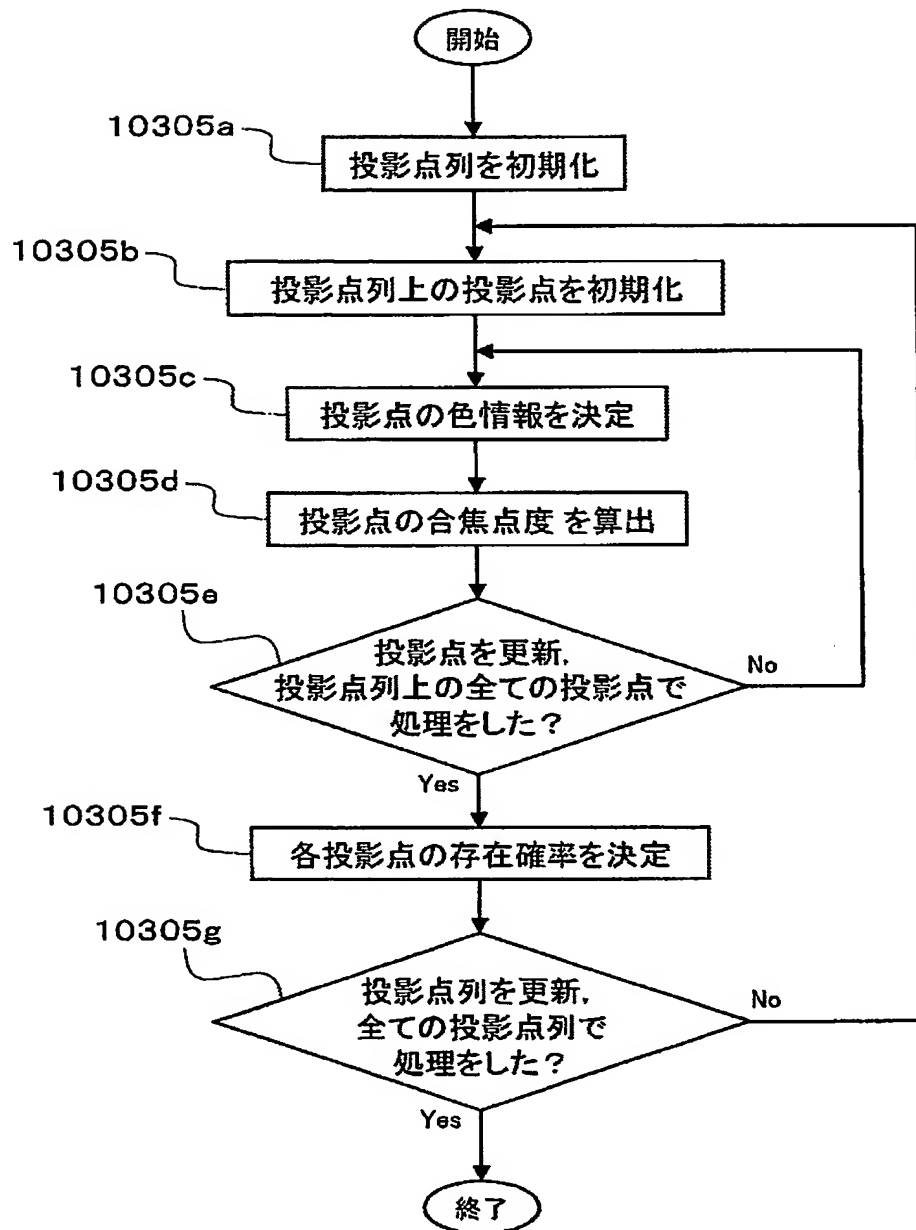 開始
10305a
投影点列を初期化
10305b
投影点列上の投影点を初期化
10305c
投影点の色情報を決定
10305d
投影点の合焦点度 を算出
10305e
投影点を更新,
投影点列上の全ての投影点で
処理をした?
No
Yes
10305f
各投影点の存在確率を決定
10305g
投影点列を更新,
全ての投影点列で
処理をした?
No
Yes
終了